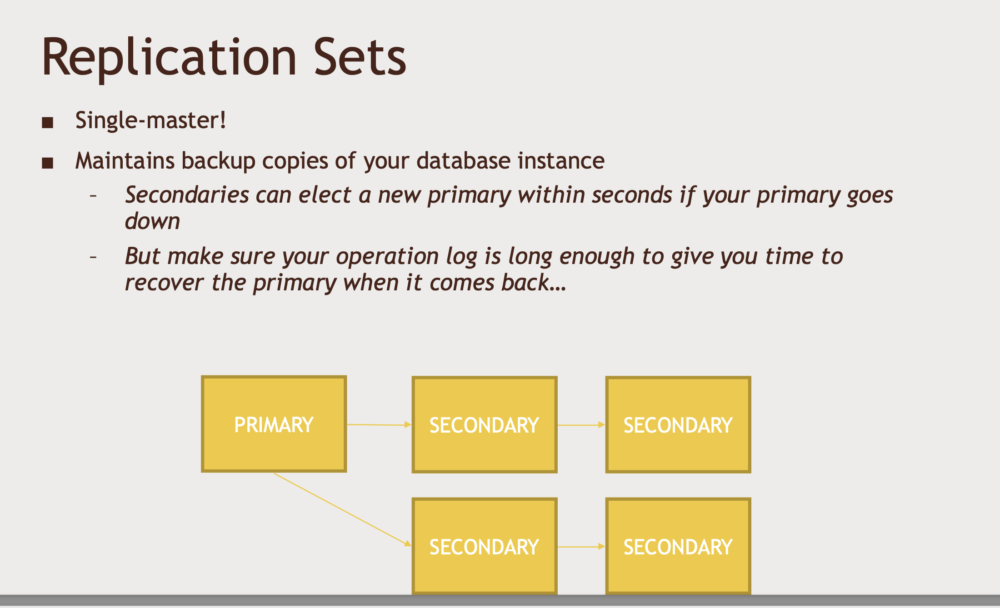 Replication Sets
■ Single-master!
■ Maintains backup copies of your database instance
– Secondaries can elect a new primary within seconds if your primary goes
down
– But make sure your operation log is long enough to give you time to
recover the primary when it comes back…
PRIMARY
SECONDARY
SECONDARY
SECONDARY
SECONDARY